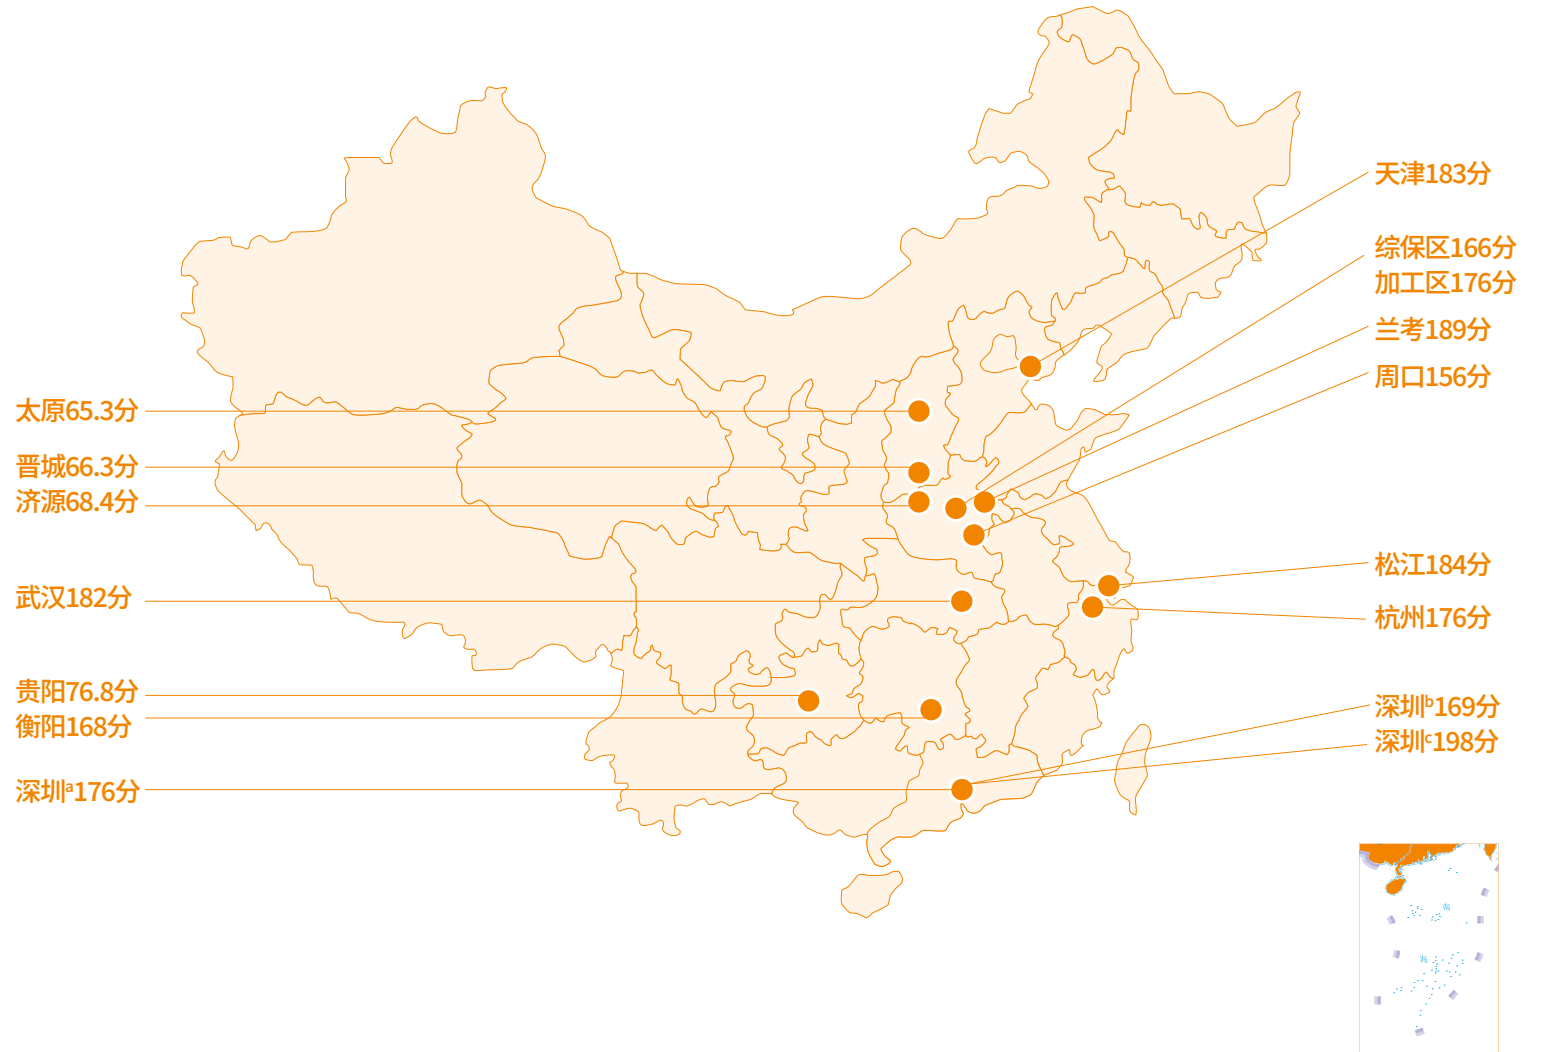 太原65.3分
晋城66.3分
济源68.4分
武汉182分
贵阳76.8分
衡阳168分
深圳ᵃ176分
天津183分
综保区166分
加工区176分
兰考189分
周口156分
松江184分
杭州176分
深圳ᵇ169分
深圳ᶜ198分